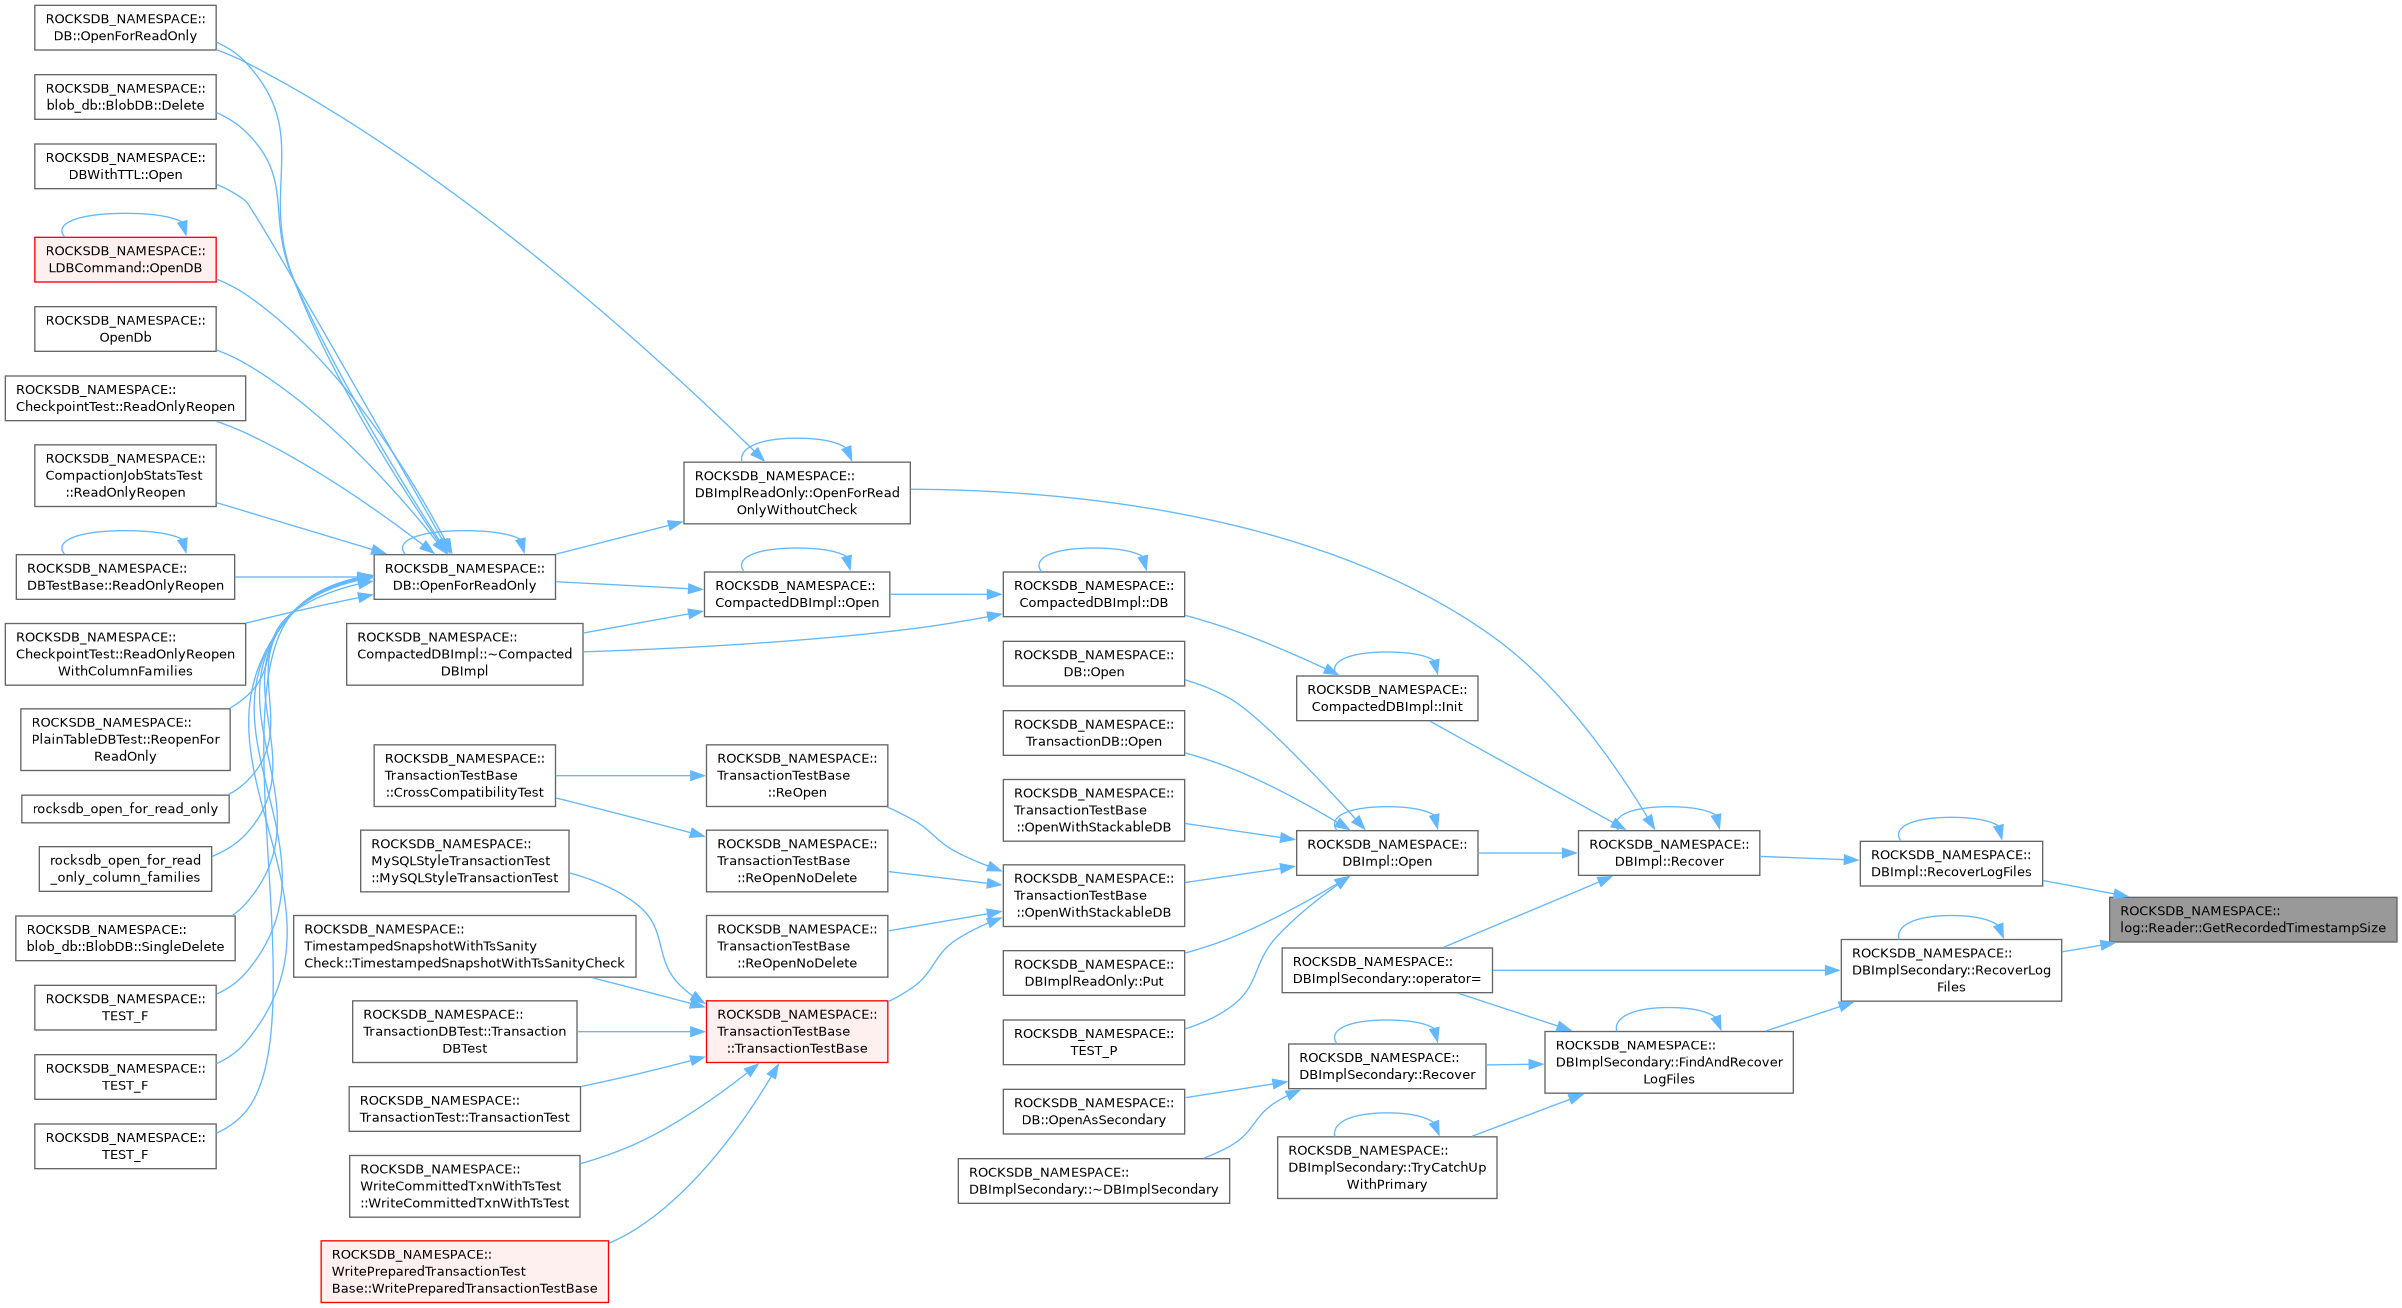 ROCKSDB_NAMESPACE::
DB::OpenForReadOnly
ROCKSDB_NAMESPACE::
blob_db::BlobDB::Delete
ROCKSDB_NAMESPACE::
DBWithTTL::Open
ROCKSDB_NAMESPACE::
LDBCommand::OpenDB
ROCKSDB_NAMESPACE::
OpenDb
ROCKSDB_NAMESPACE::
CheckpointTest::ReadOnlyReopen
ROCKSDB_NAMESPACE::
CompactionJobStatsTest
::ReadOnlyReopen
ROCKSDB_NAMESPACE::
DBTestBase::ReadOnlyReopen
ROCKSDB_NAMESPACE::
CheckpointTest::ReadOnlyReopen
WithColumnFamilies
ROCKSDB_NAMESPACE::
PlainTableDBTest::ReopenFor
ReadOnly
rocksdb_open_for_read_only
rocksdb_open_for_read
_only_column_families
ROCKSDB_NAMESPACE::
blob_db::BlobDB::SingleDelete
ROCKSDB_NAMESPACE::
TEST_F
ROCKSDB_NAMESPACE::
TEST_F
ROCKSDB_NAMESPACE::
TEST_F
ROCKSDB_NAMESPACE::
DB::OpenForReadOnly
ROCKSDB_NAMESPACE::
CompactedDBImpl::~Compacted
DBImpl
ROCKSDB_NAMESPACE::
TransactionTestBase
::CrossCompatibilityTest
ROCKSDB_NAMESPACE::
MySQLStyleTransactionTest
::MySQLStyleTransactionTest
ROCKSDB_NAMESPACE::
TimestampedSnapshotWithTsSanity
Check::TimestampedSnapshotWithTsSanityCheck
ROCKSDB_NAMESPACE::
TransactionDBTest::Transaction
DBTest
ROCKSDB_NAMESPACE::
TransactionTest::TransactionTest
ROCKSDB_NAMESPACE::
WriteCommittedTxnWithTsTest
::WriteCommittedTxnWithTsTest
ROCKSDB_NAMESPACE::
WritePreparedTransactionTest
Base::WritePreparedTransactionTestBase
ROCKSDB_NAMESPACE::
DBImplReadOnly::OpenForRead
OnlyWithoutCheck
ROCKSDB_NAMESPACE::
CompactedDBImpl::Open
ROCKSDB_NAMESPACE::
TransactionTestBase
::ReOpen
ROCKSDB_NAMESPACE::
TransactionTestBase
::ReOpenNoDelete
ROCKSDB_NAMESPACE::
TransactionTestBase
::ReOpenNoDelete
ROCKSDB_NAMESPACE::
TransactionTestBase
::TransactionTestBase
ROCKSDB_NAMESPACE::
CompactedDBImpl::DB
ROCKSDB_NAMESPACE::
DB::Open
ROCKSDB_NAMESPACE::
TransactionDB::Open
ROCKSDB_NAMESPACE::
TransactionTestBase
::OpenWithStackableDB
ROCKSDB_NAMESPACE::
TransactionTestBase
::OpenWithStackableDB
ROCKSDB_NAMESPACE::
DBImplReadOnly::Put
ROCKSDB_NAMESPACE::
TEST_P
ROCKSDB_NAMESPACE::
DB::OpenAsSecondary
ROCKSDB_NAMESPACE::
DBImplSecondary::~DBImplSecondary
ROCKSDB_NAMESPACE::
CompactedDBImpl::Init
ROCKSDB_NAMESPACE::
DBImpl::Open
ROCKSDB_NAMESPACE::
DBImplSecondary::operator=
ROCKSDB_NAMESPACE::
DBImplSecondary::Recover
ROCKSDB_NAMESPACE::
DBImplSecondary::TryCatchUp
WithPrimary
ROCKSDB_NAMESPACE::
DBImpl::Recover
ROCKSDB_NAMESPACE::
DBImplSecondary::FindAndRecover
LogFiles
ROCKSDB_NAMESPACE::
DBImpl::RecoverLogFiles
ROCKSDB_NAMESPACE::
DBImplSecondary::RecoverLog
Files
ROCKSDB_NAMESPACE::
log::Reader::GetRecordedTimestampSize